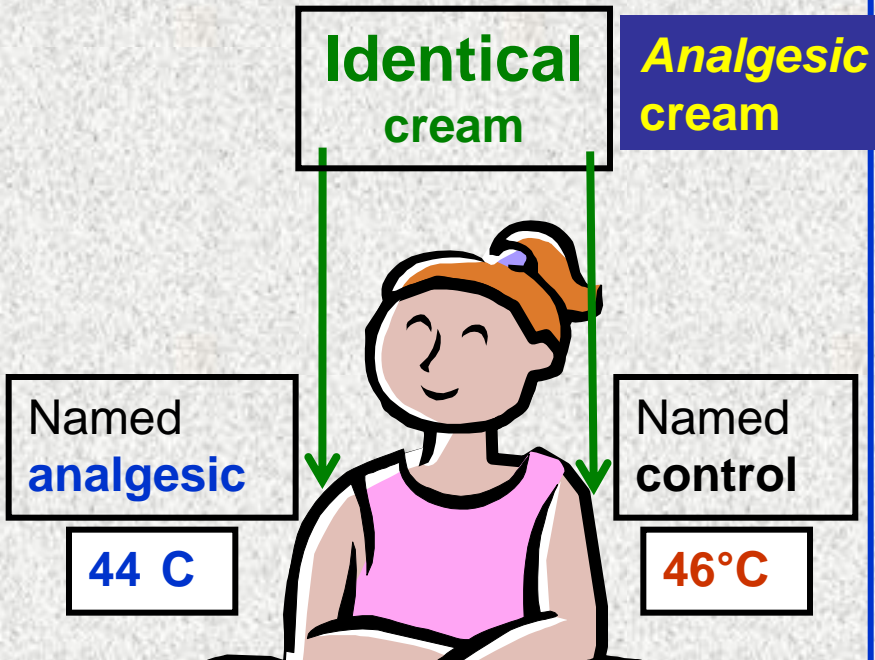 Identical
cream
Analgesic
cream
Named
analgesic
Named
control
44 C
46°C